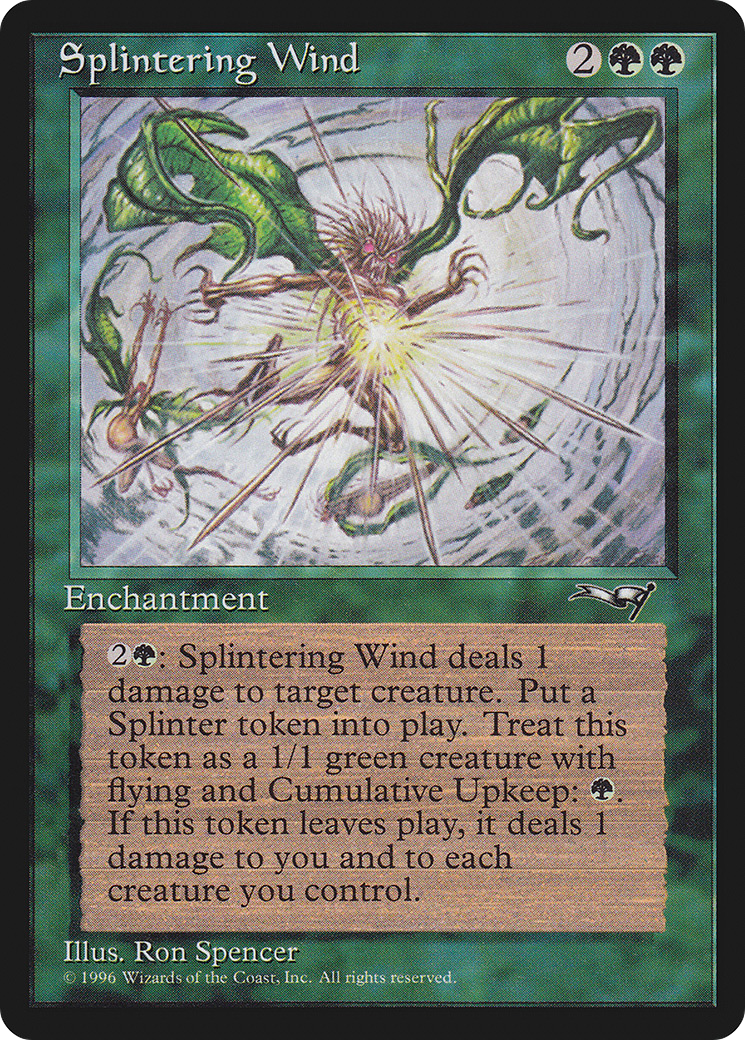 Splintering Wind 2
Enchantment
2: Splintering Wind deals 1
damage to target creature. Put a
Splinter token into play. Treat this
token as a 1/1 green creature with
flying and Cumulative Upkeep: .
If this token leaves play, it deals 1
damage to you and to each
creature you control.
Illus. Ron Spencer
© 1996 Wizards of the Coast, Inc. All rights reserved.